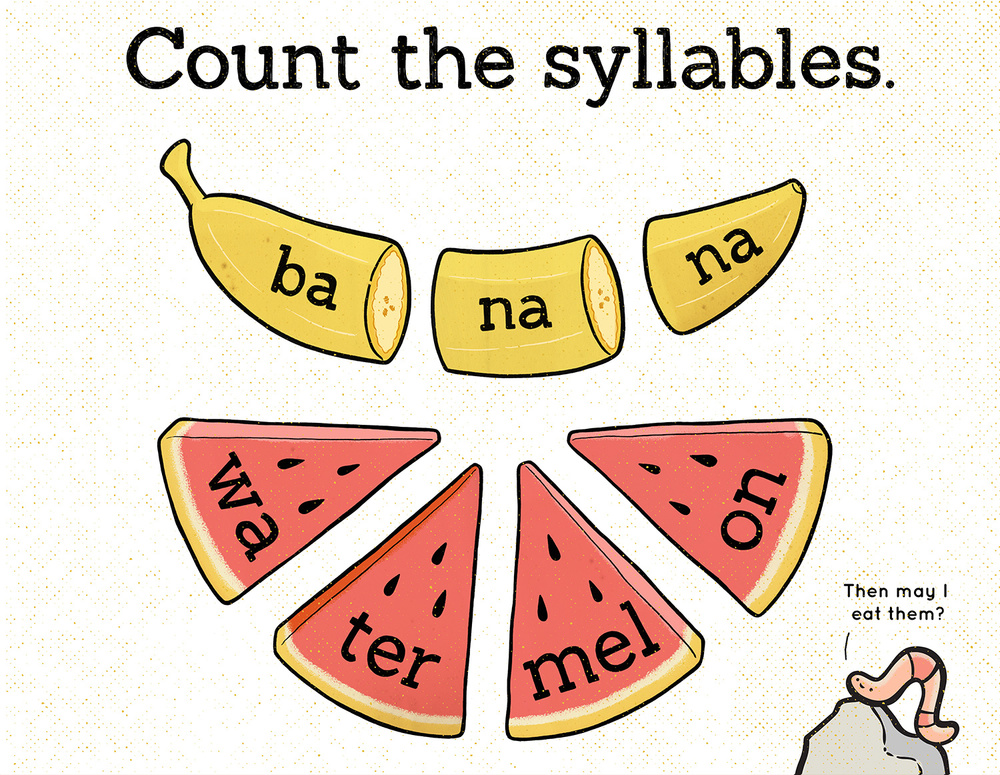 Count the syllables.
ba na na
wa ter mel on
Then may I
eat them?